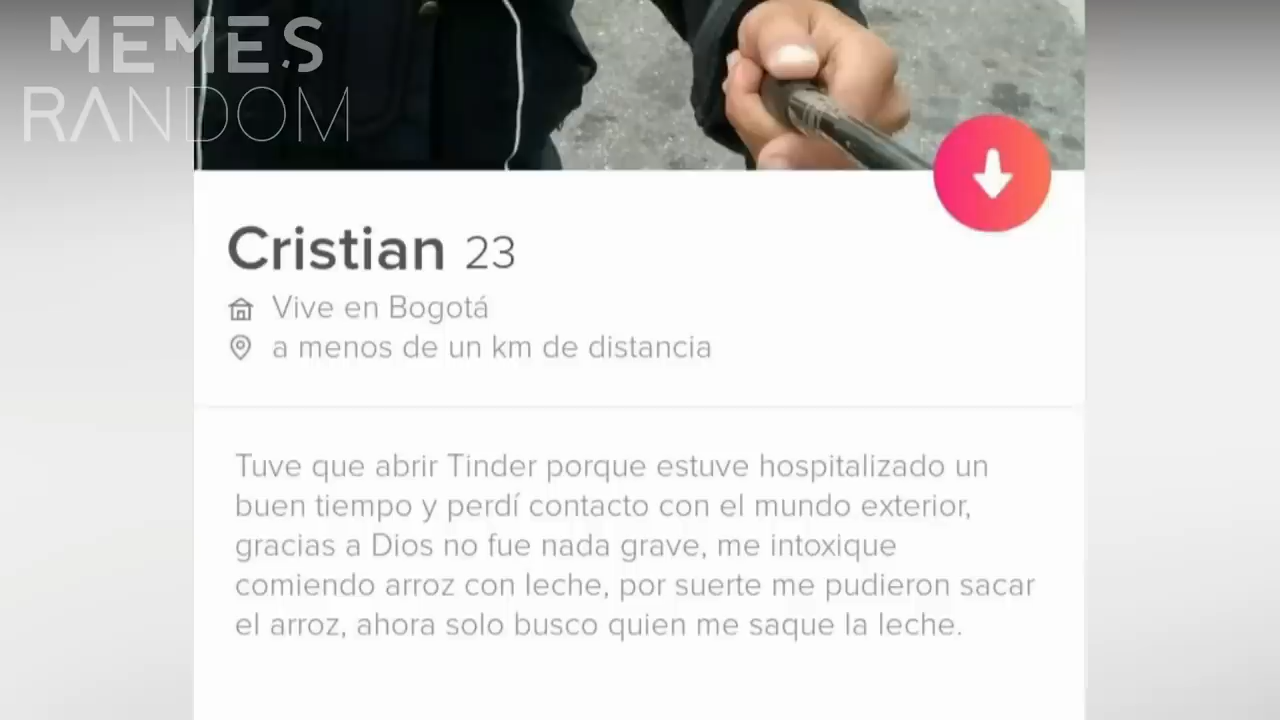 MEMES
RANDOM
Cristian 23
Vive en Bogotá
a menos de un km de distancia
Tuve que abrir Tinder porque estuve hospitalizado un
buen tiempo y perdí contacto con el mundo exterior,
gracias a Dios no fue nada grave, me intoxique
comiendo arroz con leche, por suerte me pudieron sacar
el arroz, ahora solo busco quien me saque la leche.